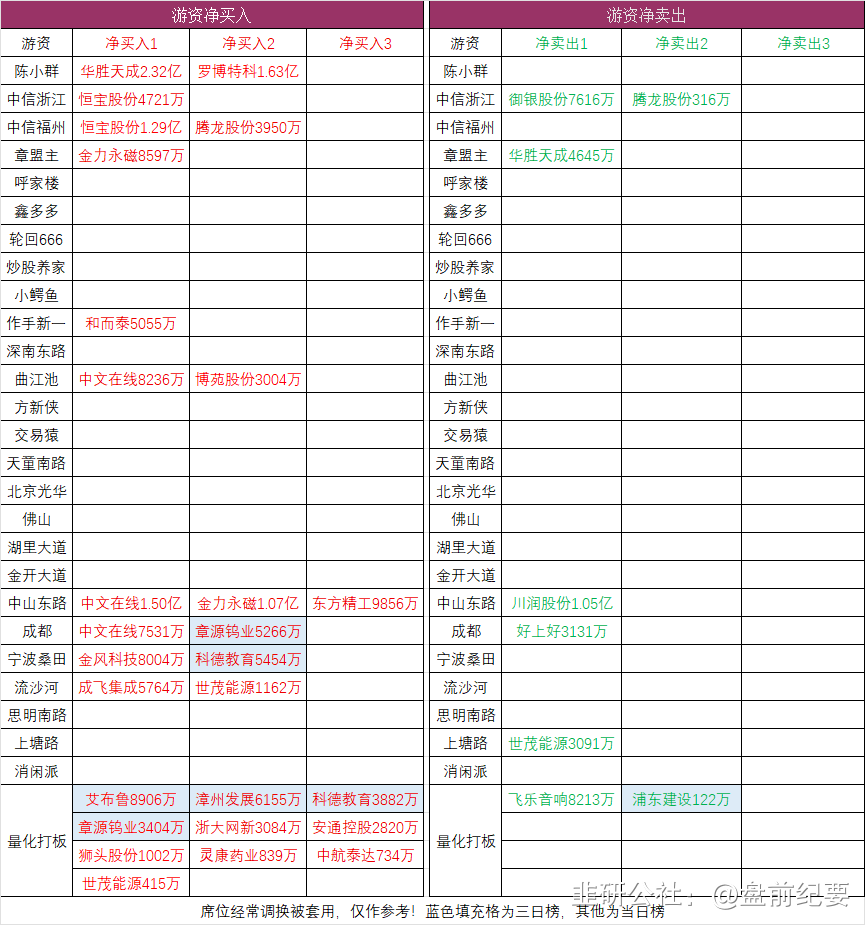 游资净买入 游资净卖出
游资 净买入1 净买入2 净买入3 游资 净卖出1 净卖出2 净卖出3
陈小群 华胜天成2.32亿 罗博特科1.63亿 陈小群
中信浙江 恒宝股份4721万 中信浙江 御银股份7616万 腾龙股份316万
中信福州 恒宝股份1.29亿 腾龙股份3950万 中信福州
章盟主 金力永磁8597万 章盟主 华胜天成4645万
呼家楼 呼家楼
鑫多多 鑫多多
轮回666 轮回666
炒股养家 炒股养家
小鳄鱼 小鳄鱼
作手新一 和而泰5055万 作手新一
深南东路 深南东路
曲江池 中文在线8236万 博苑股份3004万 曲江池
方新侠 方新侠
交易猿 交易猿
天童南路 天童南路
北京光华 北京光华
佛山 佛山
湖里大道 湖里大道
金开大道 金开大道
中山东路 中文在线1.50亿 金力永磁1.07亿 东方精工9856万 中山东路 川润股份1.05亿
成都 中文在线7531万 章源钨业5266万 成都 好上好3131万
宁波桑田 金风科技8004万 科德教育5454万 宁波桑田
流沙河 成飞集成5764万 世茂能源1162万 流沙河
思明南路 思明南路
上塘路 上塘路 世茂能源3091万
消闲派 消闲派
量化打板 艾布鲁8906万 漳州发展6155万 科德教育3882万 量化打板 飞乐音响8213万 浦东建设122万
章源钨业3404万 浙大网新3084万 安通控股2820万
狮头股份1002万 灵康药业839万 中航泰达734万
世茂能源415万
韭研公社：@盘前纪要
席位经常调换被套用，仅作参考！蓝色填充格为三日榜，其他为当日榜